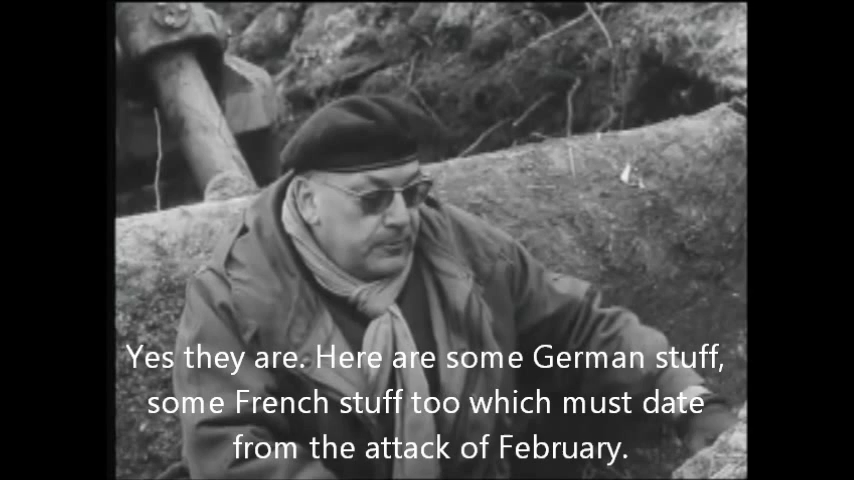 Yes they are. Here are some German stuff,
some French stuff too which must date
from the attack of February.